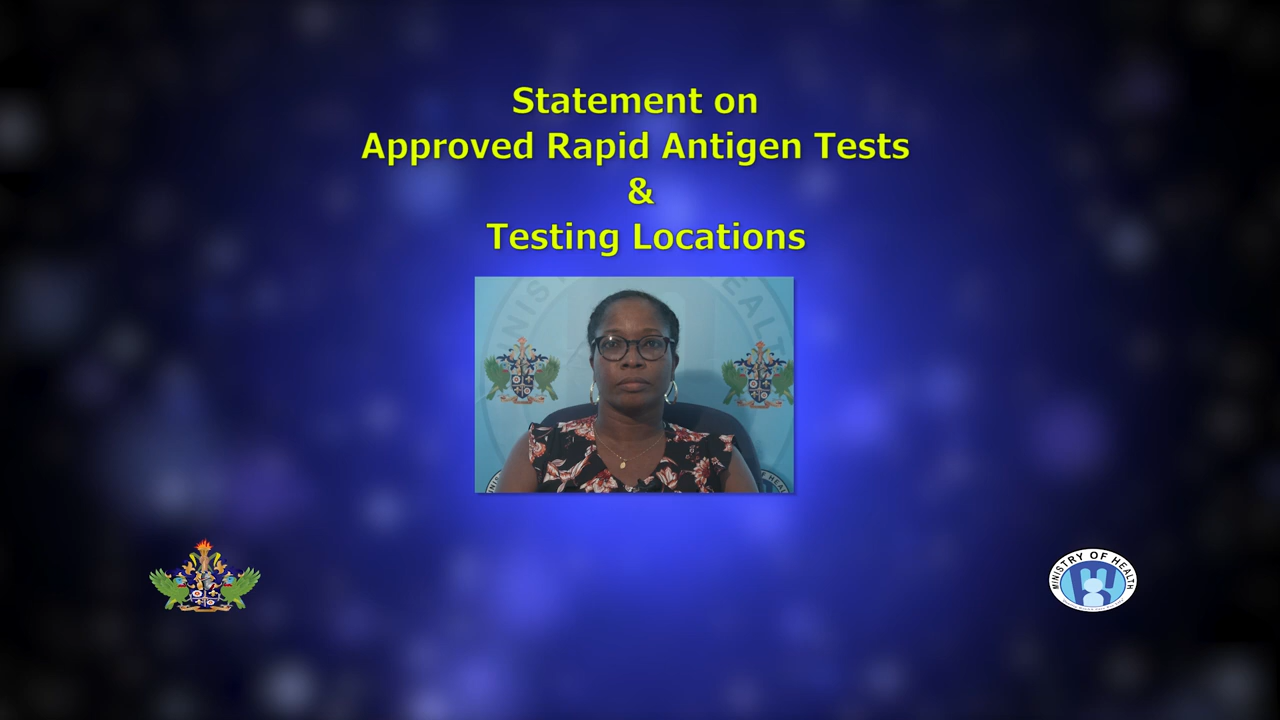 Statement on
Approved Rapid Antigen Tests
&
Testing Locations
MINISTRY OF HEALTH